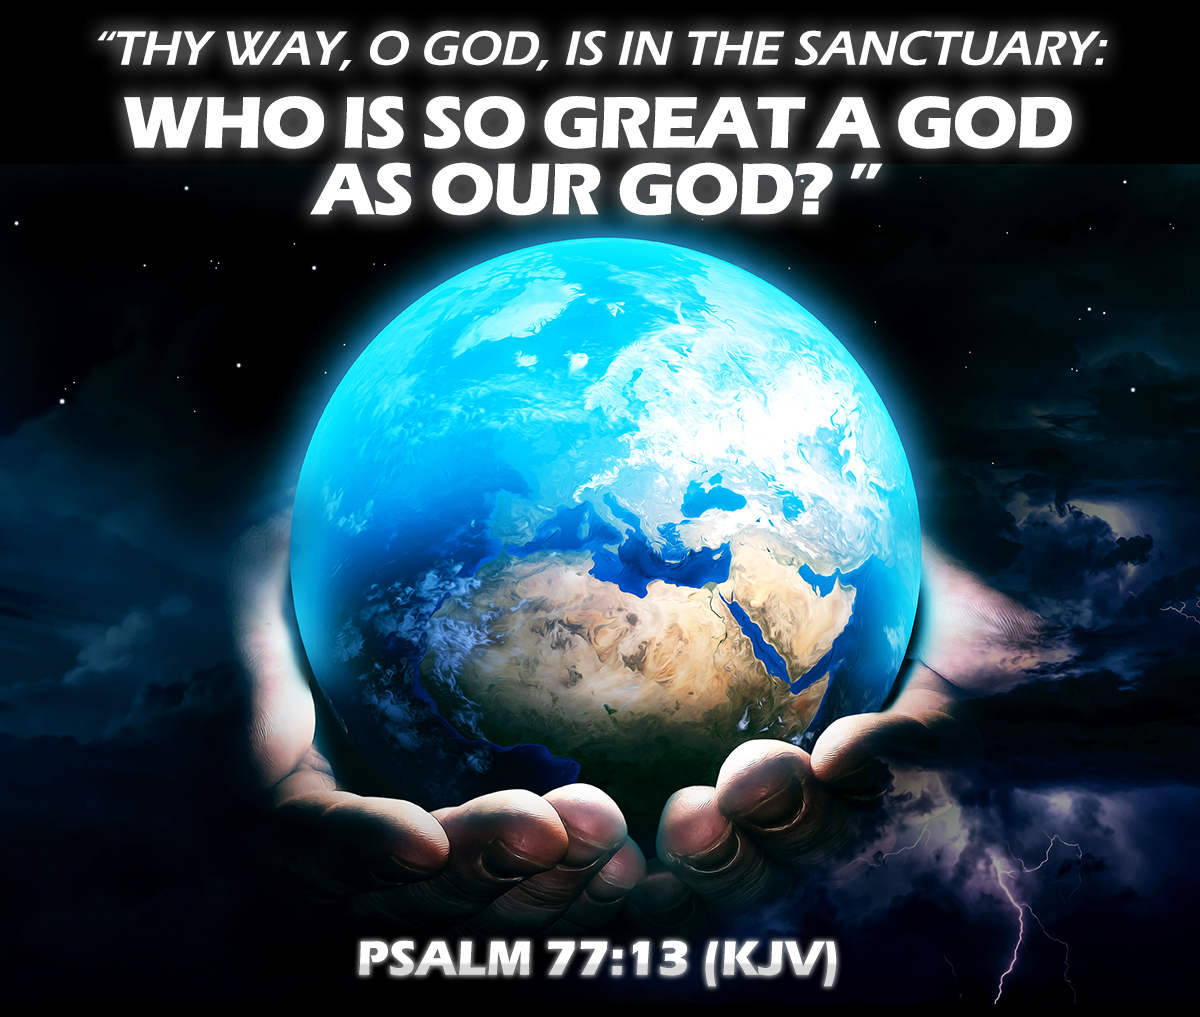 “THY WAY, O GOD, IS IN THE SANCTUARY:
WHO IS SO GREAT A GOD
AS OUR GOD? ”
PSALM 77:13 (KJV)